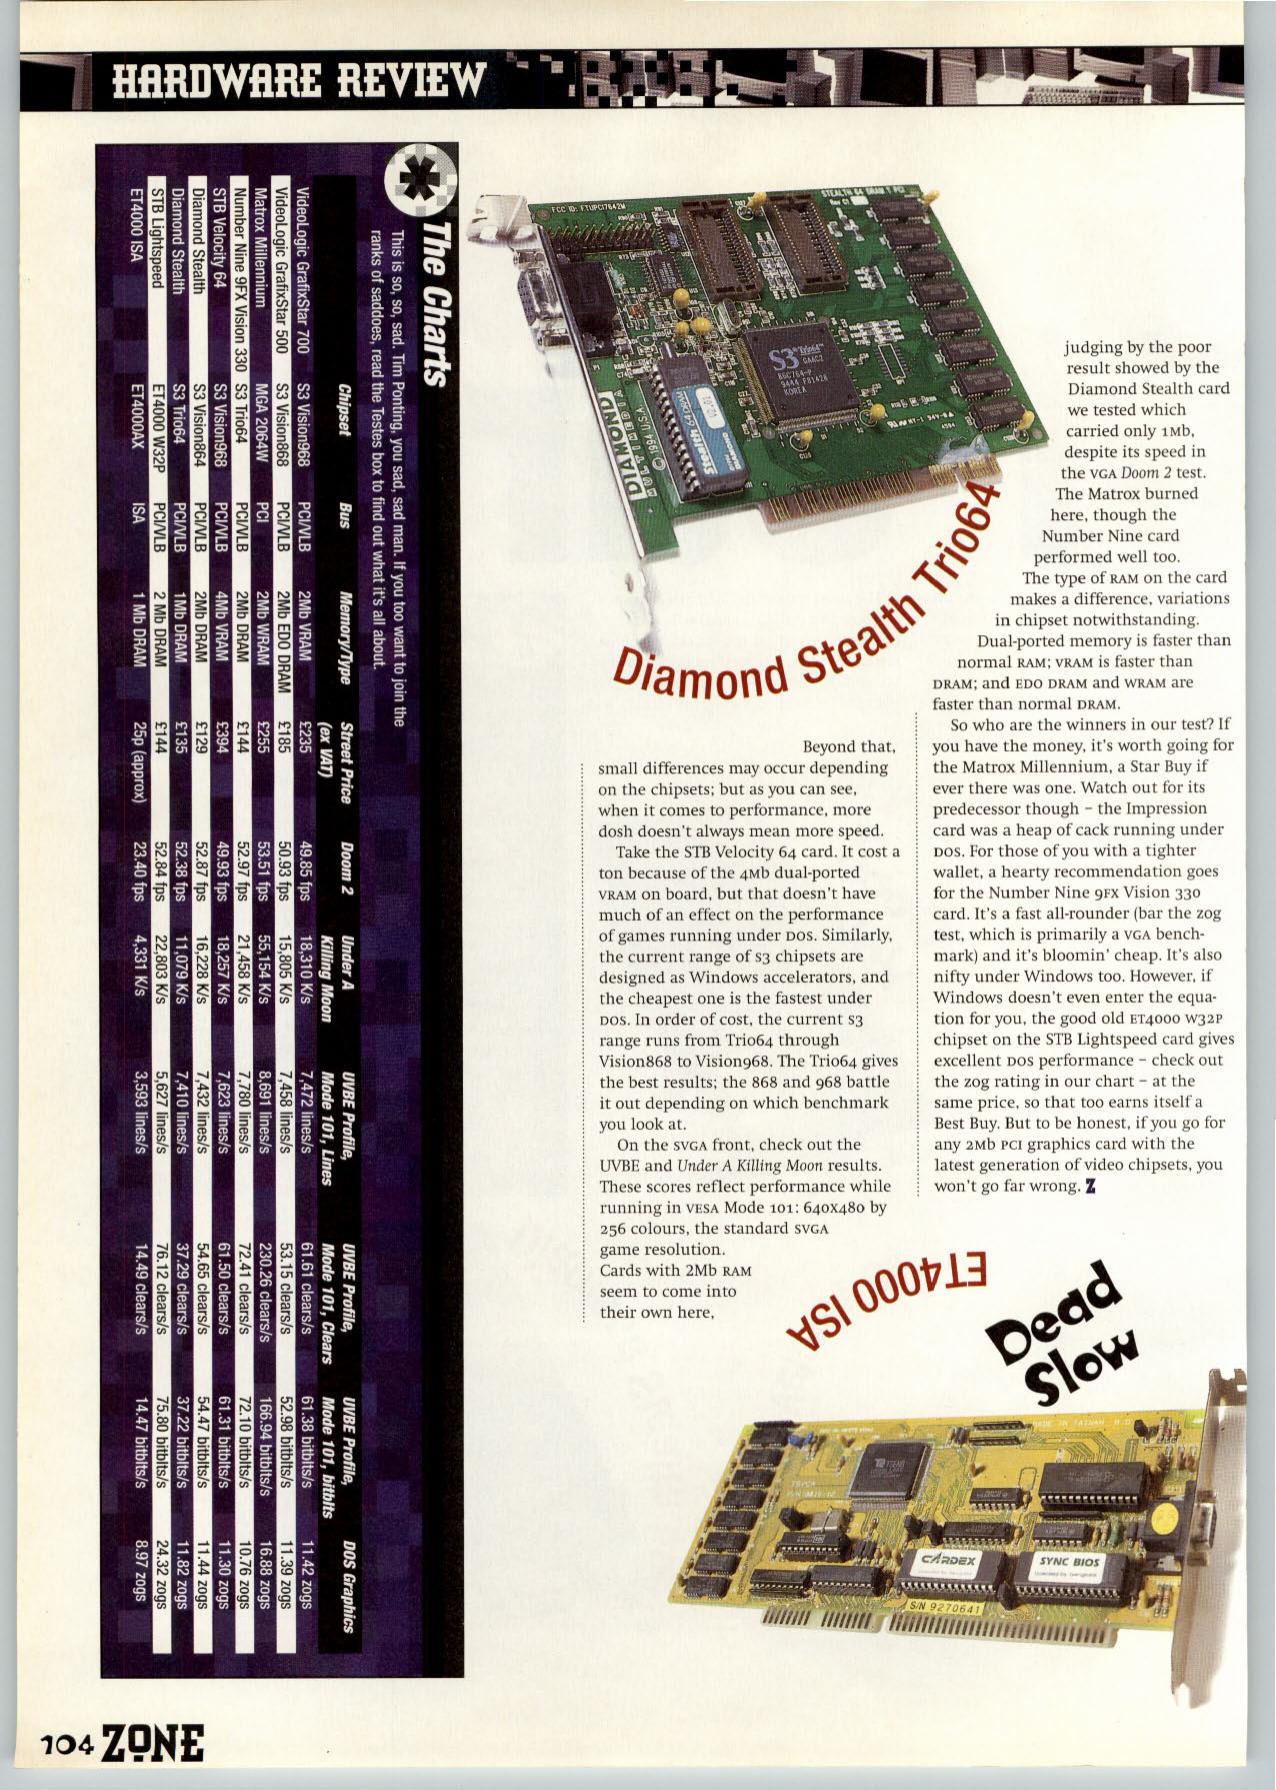 HARDWARE REVIEW
The Charts
This is so, so, sad. Tim Ponting, you sad, sad man. If you too want to join the
ranks of saddoes, read the Testes box to find out what it's all about.
Chipset Bus Memory/Type Street Price (ex VAT) Doom 2 Under A Killing Moon UVBE Profile, Mode 101, Lines UVBE Profile, Mode 101, Clears UVBE Profile, Mode 101, bitblts DOS Graphics
VideoLogic GrafixStar 700 S3 Vision968 PCI/VLB 2Mb VRAM £235 49.85 fps 18,310 K/s 7,472 lines/s 61.61 clears/s 61.38 bitblts/s 11.42 zogs
VideoLogic GrafixStar 500 S3 Vision868 PCI/VLB 2Mb EDO DRAM £185 50.93 fps 15,805 K/s 7,458 lines/s 53.15 clears/s 52.98 bitblts/s 11.39 zogs
Matrox Millennium MGA 2064W PCI 2Mb WRAM £255 53.51 fps 55,154 K/s 8,691 lines/s 230.26 clears/s 166.94 bitblts/s 16.88 zogs
Number Nine 9FX Vision 330 S3 Trio64 PCI/VLB 2Mb DRAM £144 52.97 fps 21,458 K/s 7,780 lines/s 72.41 clears/s 72.10 bitblts/s 10.76 zogs
STB Velocity 64 S3 Vision968 PCI/VLB 4Mb VRAM £394 49.93 fps 18,257 K/s 7,623 lines/s 61.50 clears/s 61.31 bitblts/s 11.30 zogs
Diamond Stealth S3 Vision864 PCI/VLB 2Mb DRAM £129 52.87 fps 16,228 K/s 7,432 lines/s 54.65 clears/s 54.47 bitblts/s 11.44 zogs
Diamond Stealth S3 Trio64 PCI/VLB 1Mb DRAM £135 52.38 fps 11,079 K/s 7,410 lines/s 37.29 clears/s 37.22 bitblts/s 11.82 zogs
STB Lightspeed ET4000 W32P PCI/VLB 2 Mb DRAM £144 52.84 fps 22,803 K/s 5,627 lines/s 76.12 clears/s 75.80 bitblts/s 24.32 zogs
ET4000 ISA ET4000AX ISA 1 Mb DRAM 25p (approx) 23.40 fps 4,331 K/s 3,593 lines/s 14.49 clears/s 14.47 bitblts/s 8.97 zogs
STEALTH 64 DRAM T PCI
FCC ID: FTUPCI7642M
S3 Trio64
86C764-P
KOREA
Stealth 64
DIAMOND
MULTIMEDIA
© 1994 U.S.A.
Diamond Stealth Trio64
Beyond that,
small differences may occur depending
on the chipsets; but as you can see,
when it comes to performance, more
dosh doesn't always mean more speed.
Take the STB Velocity 64 card. It cost a
ton because of the 4Mb dual-ported
VRAM on board, but that doesn't have
much of an effect on the performance
of games running under DOS. Similarly,
the current range of S3 chipsets are
designed as Windows accelerators, and
the cheapest one is the fastest under
DOS. In order of cost, the current S3
range runs from Trio64 through
Vision868 to Vision968. The Trio64 gives
the best results; the 868 and 968 battle
it out depending on which benchmark
you look at.
On the SVGA front, check out the
UVBE and Under A Killing Moon results.
These scores reflect performance while
running in VESA Mode 101: 640x480 by
256 colours, the standard SVGA
game resolution.
Cards with 2Mb RAM
seem to come into
their own here,
judging by the poor
result showed by the
Diamond Stealth card
we tested which
carried only 1Mb,
despite its speed in
the VGA Doom 2 test.
The Matrox burned
here, though the
Number Nine card
performed well too.
The type of RAM on the card
makes a difference, variations
in chipset notwithstanding.
Dual-ported memory is faster than
normal RAM; VRAM is faster than
DRAM; and EDO DRAM and WRAM are
faster than normal DRAM.
So who are the winners in our test? If
you have the money, it's worth going for
the Matrox Millennium, a Star Buy if
ever there was one. Watch out for its
predecessor though – the Impression
card was a heap of cack running under
DOS. For those of you with a tighter
wallet, a hearty recommendation goes
for the Number Nine 9FX Vision 330
card. It's a fast all-rounder (bar the zog
test, which is primarily a VGA bench-
mark) and it's bloomin' cheap. It's also
nifty under Windows too. However, if
Windows doesn't even enter the equa-
tion for you, the good old ET4000 W32P
chipset on the STB Lightspeed card gives
excellent DOS performance – check out
the zog rating in our chart – at the
same price, so that too earns itself a
Best Buy. But to be honest, if you go for
any 2Mb PCI graphics card with the
latest generation of video chipsets, you
won't go far wrong. Z
ET4000 ISA
Dead
Slow
MADE IN TAIWAN R.O
TSENG
CARDEX
SYNC BIOS
S/N 9270641
104 ZONE